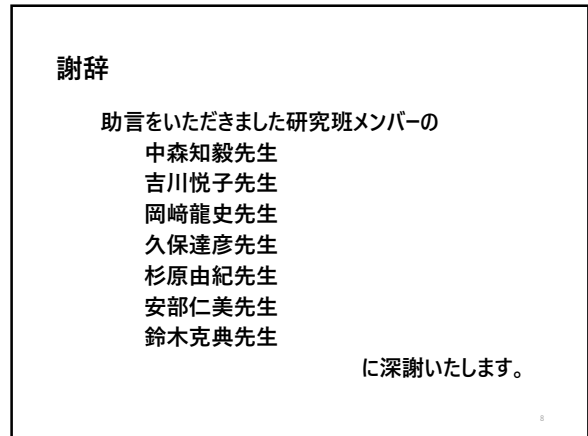 謝辞
助言をいただきました研究班メンバーの
中森知毅先生
吉川悦子先生
岡﨑龍史先生
久保達彦先生
杉原由紀先生
安部仁美先生
鈴木克典先生
に深謝いたします。
8